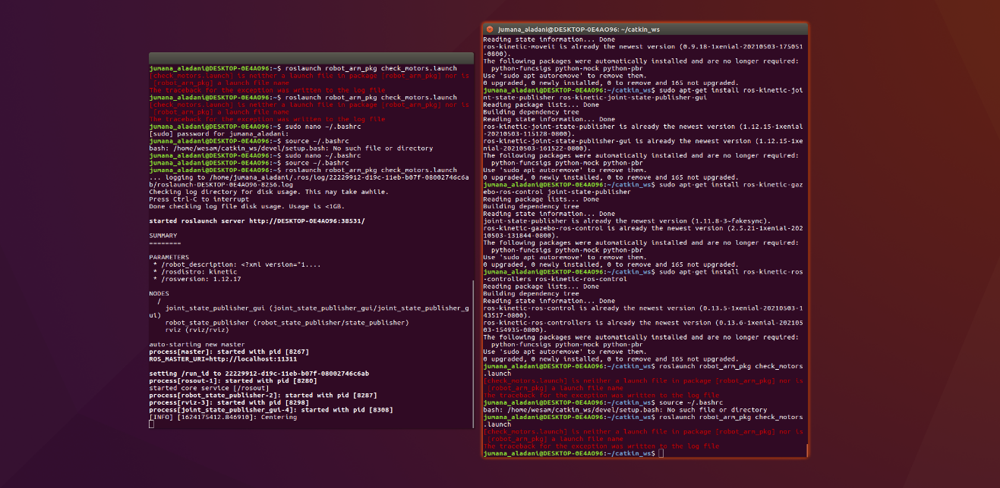 jumana_aladani@DESKTOP-0E4AO96:~$ roslaunch robot_arm_pkg check_motors.launch
[check_motors.launch] is neither a launch file in package [robot_arm_pkg] nor is
[robot_arm_pkg] a launch file name
The traceback for the exception was written to the log file
jumana_aladani@DESKTOP-0E4AO96:~$ roslaunch robot_arm_pkg check_motors.launch
[check_motors.launch] is neither a launch file in package [robot_arm_pkg] nor is
[robot_arm_pkg] a launch file name
The traceback for the exception was written to the log file
jumana_aladani@DESKTOP-0E4AO96:~$ sudo nano ~/.bashrc
[sudo] password for jumana_aladani:
jumana_aladani@DESKTOP-0E4AO96:~$ source ~/.bashrc
bash: /home/wesam/catkin_ws/devel/setup.bash: No such file or directory
jumana_aladani@DESKTOP-0E4AO96:~$ sudo nano ~/.bashrc
jumana_aladani@DESKTOP-0E4AO96:~$ source ~/.bashrc
jumana_aladani@DESKTOP-0E4AO96:~$ roslaunch robot_arm_pkg check_motors.launch
... logging to /home/jumana_aladani/.ros/log/22229912-d19c-11eb-b07f-08002746c6a
b/roslaunch-DESKTOP-0E4AO96-8256.log
Checking log directory for disk usage. This may take awhile.
Press Ctrl-C to interrupt
Done checking log file disk usage. Usage is <1GB.
started roslaunch server http://DESKTOP-0E4AO96:38531/
SUMMARY
========
PARAMETERS
* /robot_description: <?xml version="1....
* /rosdistro: kinetic
* /rosversion: 1.12.17
NODES
/
joint_state_publisher_gui (joint_state_publisher_gui/joint_state_publisher_g
ui)
robot_state_publisher (robot_state_publisher/state_publisher)
rviz (rviz/rviz)
auto-starting new master
process[master]: started with pid [8267]
ROS_MASTER_URI=http://localhost:11311
setting /run_id to 22229912-d19c-11eb-b07f-08002746c6ab
process[rosout-1]: started with pid [8280]
started core service [/rosout]
process[robot_state_publisher-2]: started with pid [8287]
process[rviz-3]: started with pid [8298]
process[joint_state_publisher_gui-4]: started with pid [8308]
[INFO] [1624175412.846910]: Centering
jumana_aladani@DESKTOP-0E4AO96: ~/catkin_ws
Reading state information... Done
ros-kinetic-moveit is already the newest version (0.9.18-1xenial-20210503-175051
-0800).
The following packages were automatically installed and are no longer required:
python-funcsigs python-mock python-pbr
Use 'sudo apt autoremove' to remove them.
0 upgraded, 0 newly installed, 0 to remove and 165 not upgraded.
jumana_aladani@DESKTOP-0E4AO96:~/catkin_ws$ sudo apt-get install ros-kinetic-joi
nt-state-publisher ros-kinetic-joint-state-publisher-gui
Reading package lists... Done
Building dependency tree
Reading state information... Done
ros-kinetic-joint-state-publisher is already the newest version (1.12.15-1xenial
-20210503-115128-0800).
ros-kinetic-joint-state-publisher-gui is already the newest version (1.12.15-1xe
nial-20210503-161522-0800).
The following packages were automatically installed and are no longer required:
python-funcsigs python-mock python-pbr
Use 'sudo apt autoremove' to remove them.
0 upgraded, 0 newly installed, 0 to remove and 165 not upgraded.
jumana_aladani@DESKTOP-0E4AO96:~/catkin_ws$ sudo apt-get install ros-kinetic-gaz
ebo-ros-control joint-state-publisher
Reading package lists... Done
Building dependency tree
Reading state information... Done
joint-state-publisher is already the newest version (1.11.8-3~fakesync).
ros-kinetic-gazebo-ros-control is already the newest version (2.5.21-1xenial-202
10503-131844-0800).
The following packages were automatically installed and are no longer required:
python-funcsigs python-mock python-pbr
Use 'sudo apt autoremove' to remove them.
0 upgraded, 0 newly installed, 0 to remove and 165 not upgraded.
jumana_aladani@DESKTOP-0E4AO96:~/catkin_ws$ sudo apt-get install ros-kinetic-ros
-controllers ros-kinetic-ros-control
Reading package lists... Done
Building dependency tree
Reading state information... Done
ros-kinetic-ros-control is already the newest version (0.13.5-1xenial-20210503-1
43517-0800).
ros-kinetic-ros-controllers is already the newest version (0.13.6-1xenial-202105
03-154935-0800).
The following packages were automatically installed and are no longer required:
python-funcsigs python-mock python-pbr
Use 'sudo apt autoremove' to remove them.
0 upgraded, 0 newly installed, 0 to remove and 165 not upgraded.
jumana_aladani@DESKTOP-0E4AO96:~/catkin_ws$ roslaunch robot_arm_pkg check_motors
.launch
[check_motors.launch] is neither a launch file in package [robot_arm_pkg] nor is
[robot_arm_pkg] a launch file name
The traceback for the exception was written to the log file
jumana_aladani@DESKTOP-0E4AO96:~/catkin_ws$ source ~/.bashrc
bash: /home/wesam/catkin_ws/devel/setup.bash: No such file or directory
jumana_aladani@DESKTOP-0E4AO96:~/catkin_ws$ roslaunch robot_arm_pkg check_motors
.launch
[check_motors.launch] is neither a launch file in package [robot_arm_pkg] nor is
[robot_arm_pkg] a launch file name
The traceback for the exception was written to the log file
jumana_aladani@DESKTOP-0E4AO96:~/catkin_ws$